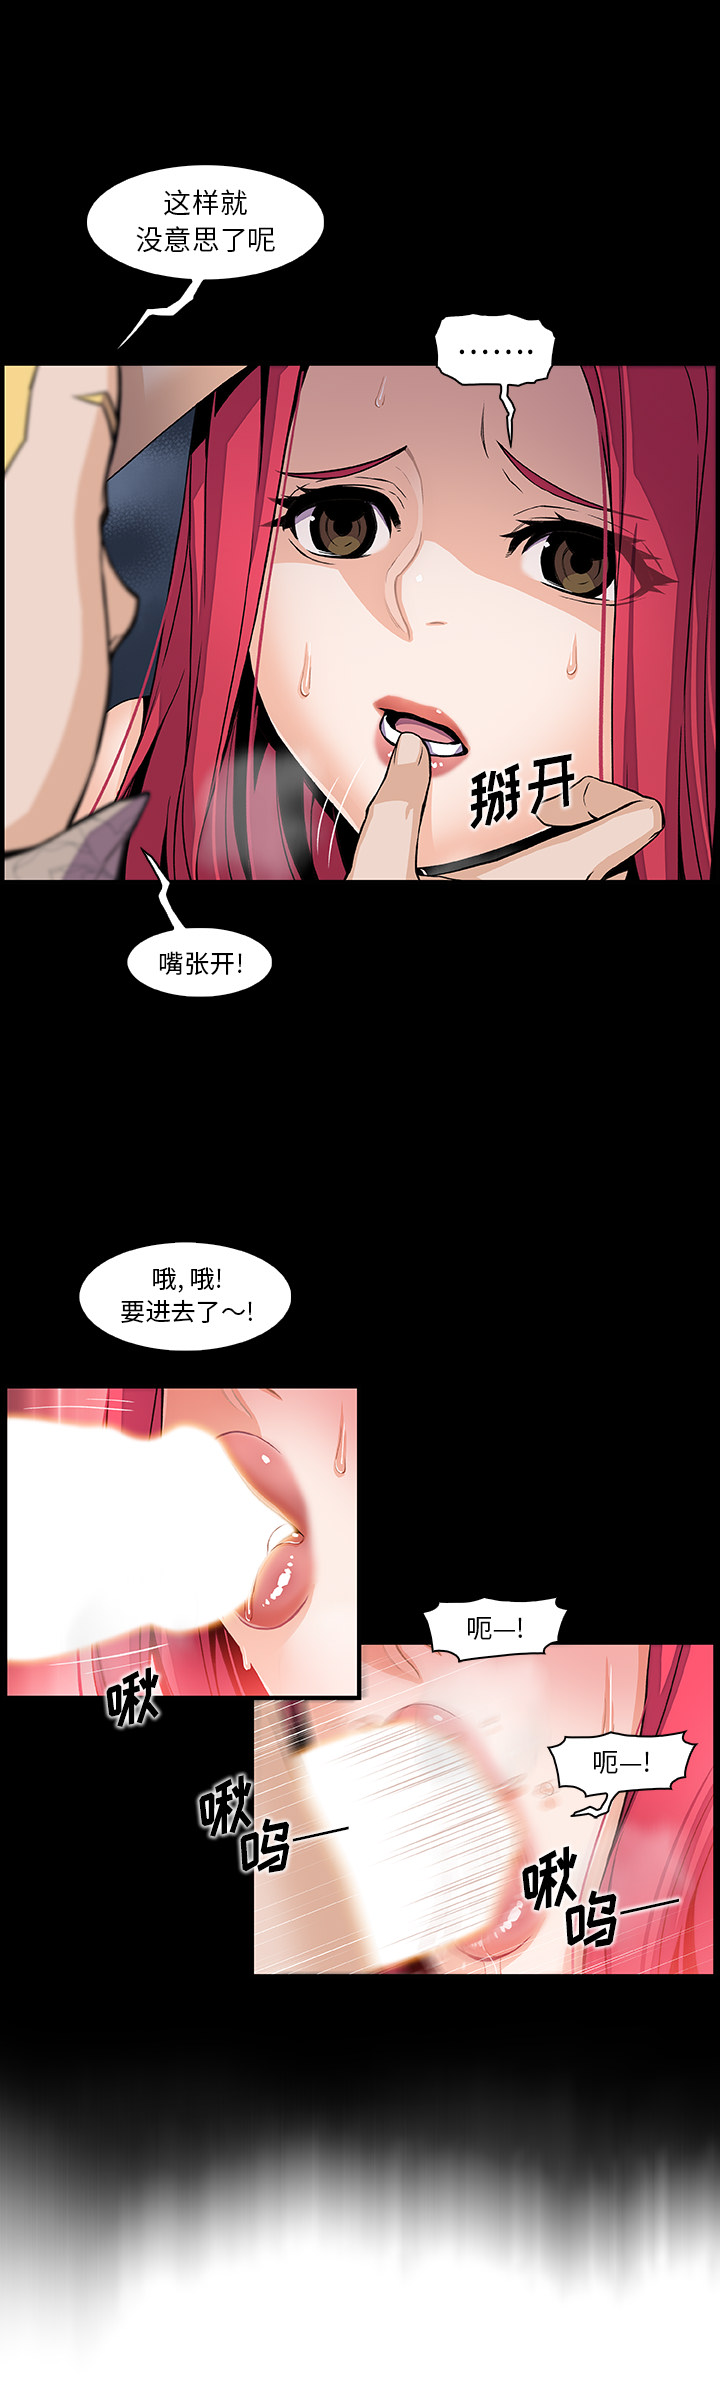 这样就
没意思了呢
.......
掰开
嘴张开!
哦, 哦!
要进去了～!
啾
呃—!
呃—!
啾
呜—
啾
呜—